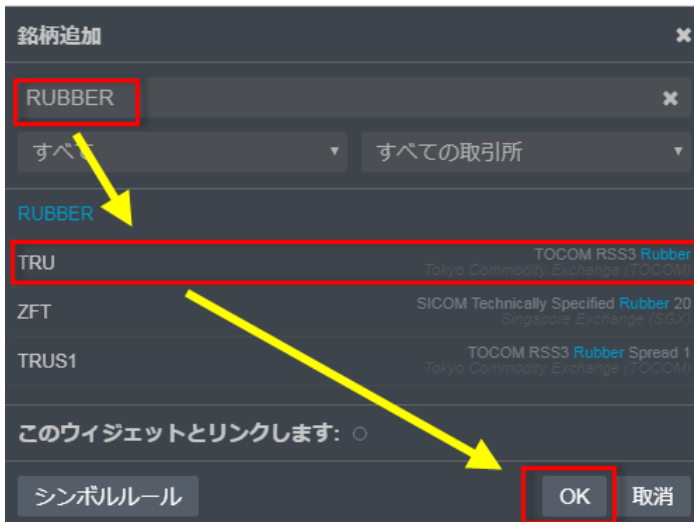 銘柄追加 ✖
RUBBER ✖
すべて ▼ すべての取引所 ▼
RUBBER
TRU TOCOM RSS3 Rubber
Tokyo Commodity Exchange (TOCOM)
ZFT SICOM Technically Specified Rubber 20
Singapore Exchange (SGX)
TRUS1 TOCOM RSS3 Rubber Spread 1
Tokyo Commodity Exchange (TOCOM)
このウィジェットとリンクします:
シンボルルール OK 取消